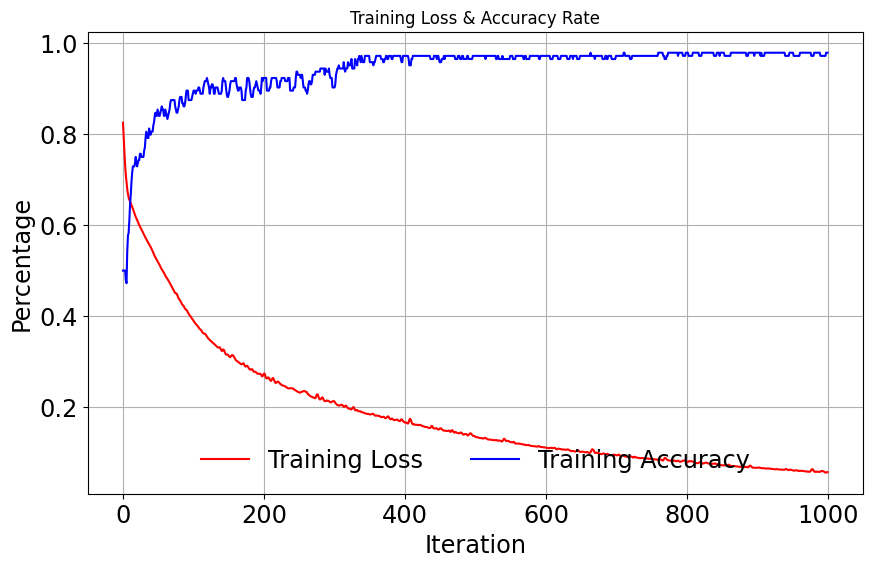 Training Loss & Accuracy Rate
1.0
0.8
0.6
0.4
0.2
Percentage
Training Loss Training Accuracy
0 200 400 600 800 1000
Iteration